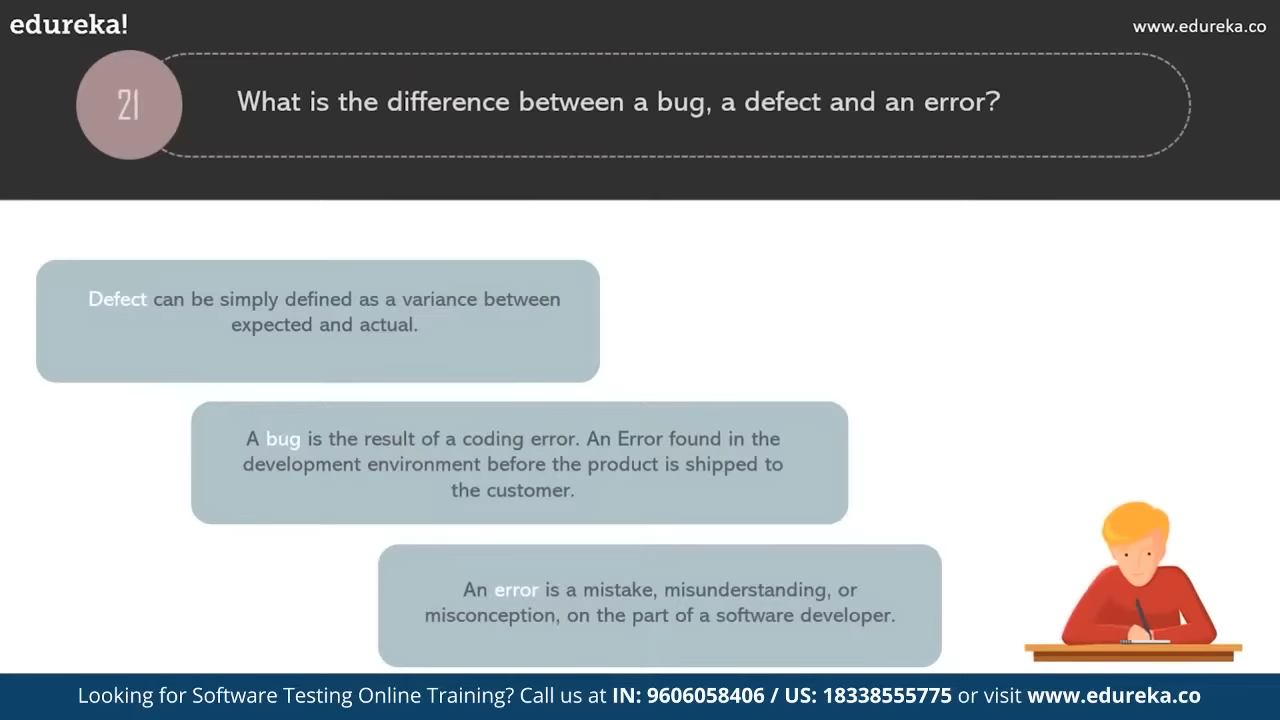 edureka!
www.edureka.co
21
What is the difference between a bug, a defect and an error?
Defect can be simply defined as a variance between
expected and actual.
A bug is the result of a coding error. An Error found in the
development environment before the product is shipped to
the customer.
An error is a mistake, misunderstanding, or
misconception, on the part of a software developer.
Looking for Software Testing Online Training? Call us at IN: 9606058406 / US: 18338555775 or visit www.edureka.co